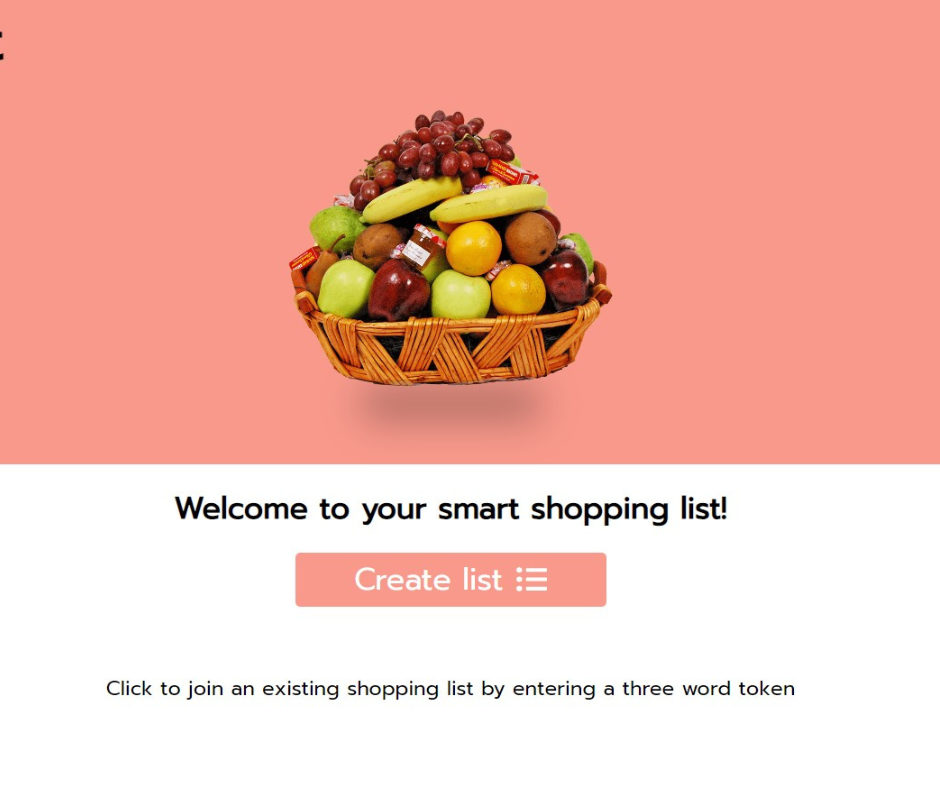 Welcome to your smart shopping list!
Create list
Click to join an existing shopping list by entering a three word token